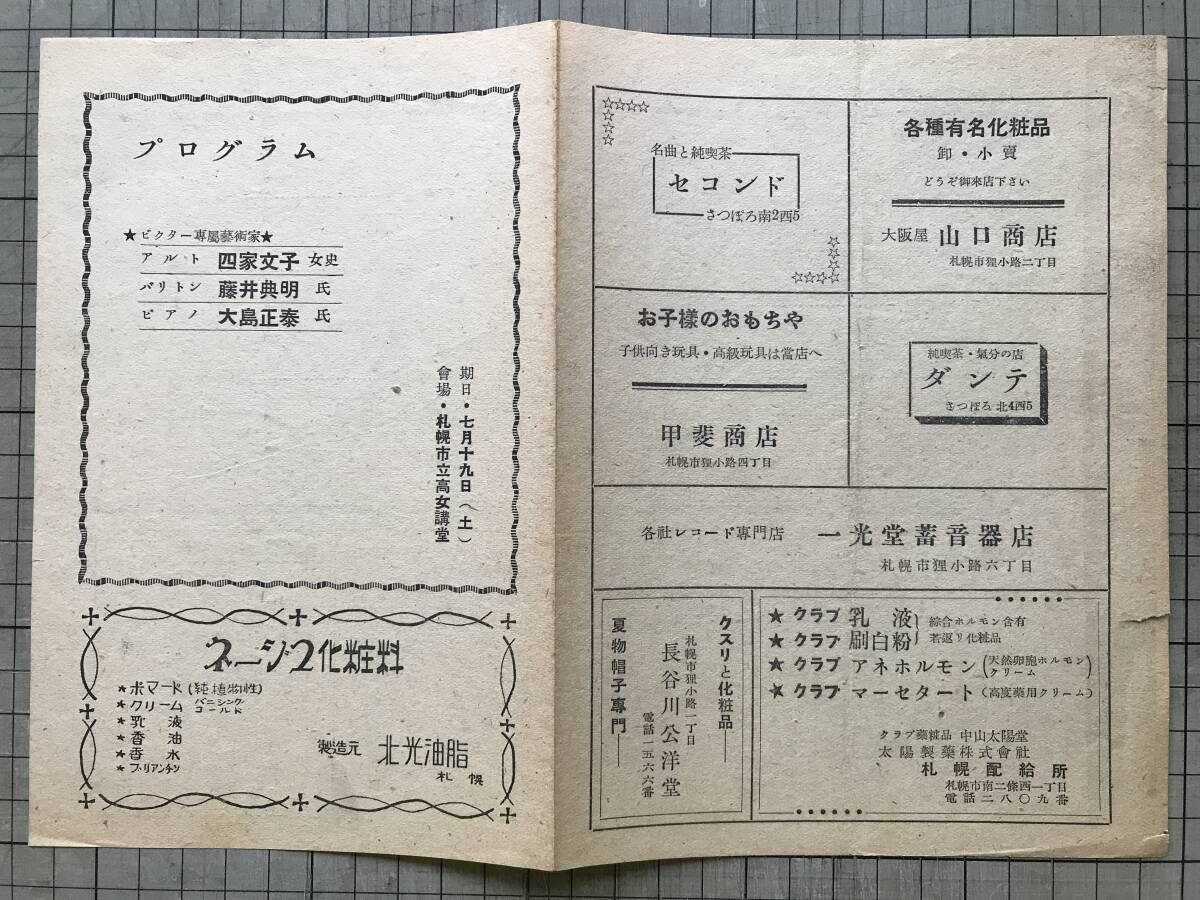 プログラム
★ビクター専属藝術家★
アルト 四家文子 女史
バリトン 藤井典明 氏
ピアノ 大島正泰 氏
期日・七月十九日(土)
會場・札幌市立高女講堂
ネージュ化粧料
★ポマード(純植物性)
★クリーム バニシング コールド
★乳液
★香油
★香水
★ブリアンチン
製造元 北光油脂
札幌
☆☆☆☆
☆
☆
☆
名曲と純喫茶
セコンド
さつぽろ南2西5
☆
☆
☆
☆☆☆☆
各種有名化粧品
卸・小賣
どうぞ御来店下さい
大阪屋 山口商店
札幌市狸小路二丁目
お子様のおもちや
子供向き玩具・高級玩具は當店へ
甲斐商店
札幌市狸小路四丁目
純喫茶・氣分の店
ダンテ
さつぽろ北4西5
各社レコード専門店 一光堂蓄音器店
札幌市狸小路六丁目
クスリと化粧品━
札幌市狸小路一丁目
長谷川公洋堂
電話一五六六番
夏物帽子専門━
★クラブ 乳液
★クラブ 刷白粉
綜合ホルモン含有
若返り化粧品
★クラブ アネホルモン(天然卵胞ホルモンクリーム)
★クラブ マーセタート(高度藥用クリーム)
クラブ藥粧品 中山太陽堂
太陽製藥株式會社
札幌配給所
札幌市南二條西一丁目
電話二八〇九番